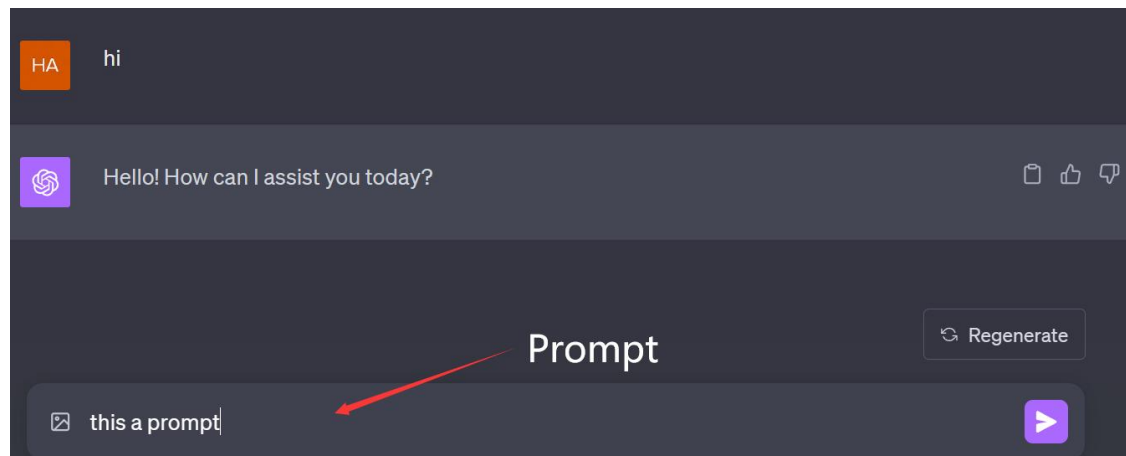 HA
hi
Hello! How can I assist you today?
Regenerate
Prompt
this a prompt